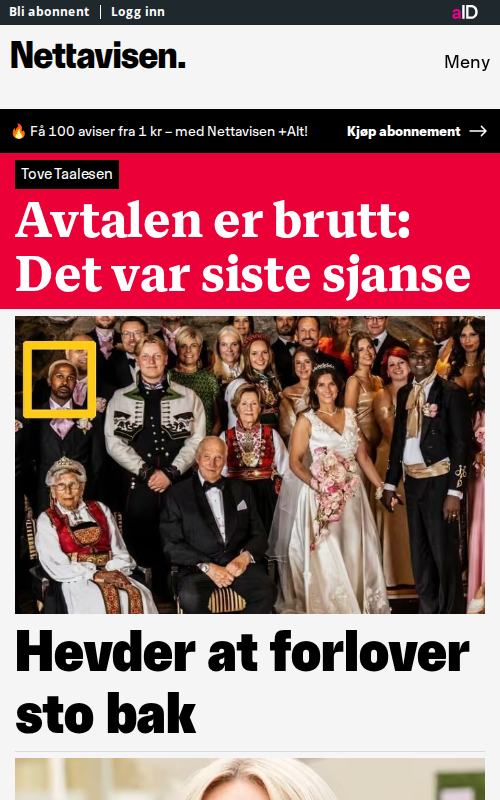 Bli abonnent | Logg inn
aID
Nettavisen.
Meny
🔥 Få 100 aviser fra 1 kr – med Nettavisen +Alt!
Kjøp abonnement →
Tove Taalesen
Avtalen er brutt:
Det var siste sjanse
Hevder at forlover
sto bak